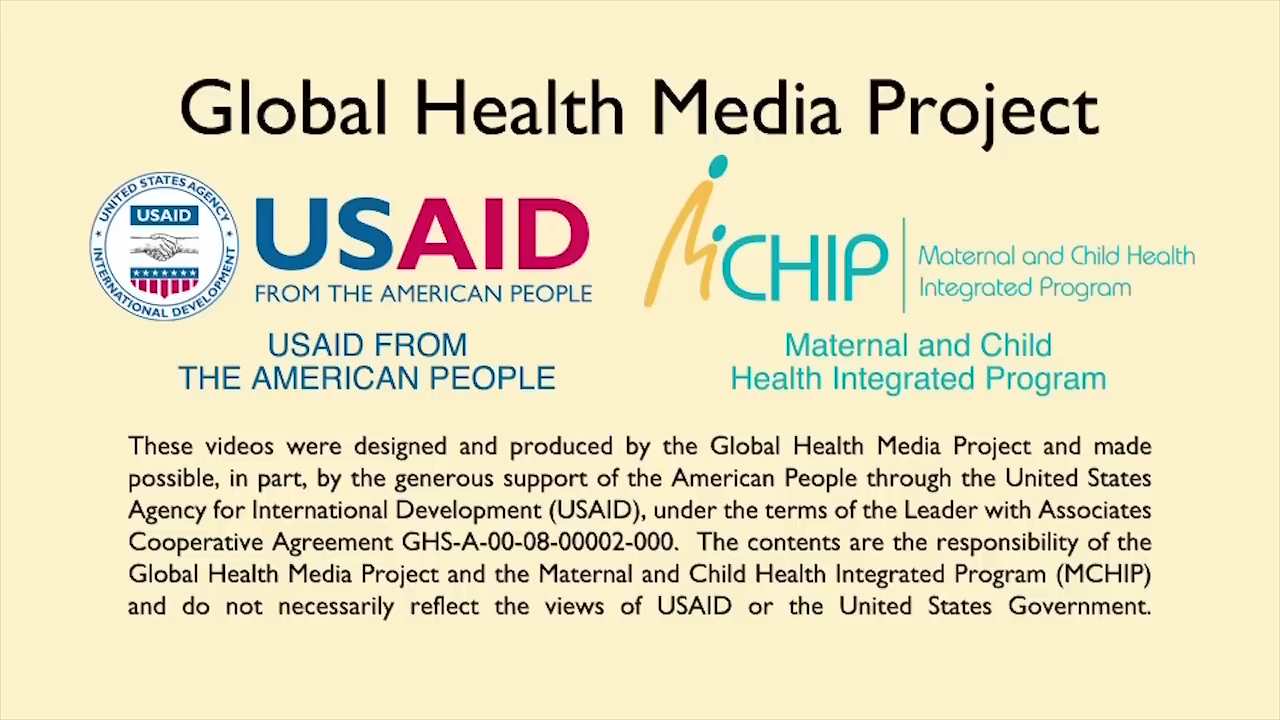 Global Health Media Project
UNITED STATES AGENCY
USAID
INTERNATIONAL DEVELOPMENT
USAID
FROM THE AMERICAN PEOPLE
MCHIP
Maternal and Child Health
Integrated Program
USAID FROM
THE AMERICAN PEOPLE
Maternal and Child
Health Integrated Program
These videos were designed and produced by the Global Health Media Project and made
possible, in part, by the generous support of the American People through the United States
Agency for International Development (USAID), under the terms of the Leader with Associates
Cooperative Agreement GHS-A-00-08-00002-000. The contents are the responsibility of the
Global Health Media Project and the Maternal and Child Health Integrated Program (MCHIP)
and do not necessarily reflect the views of USAID or the United States Government.